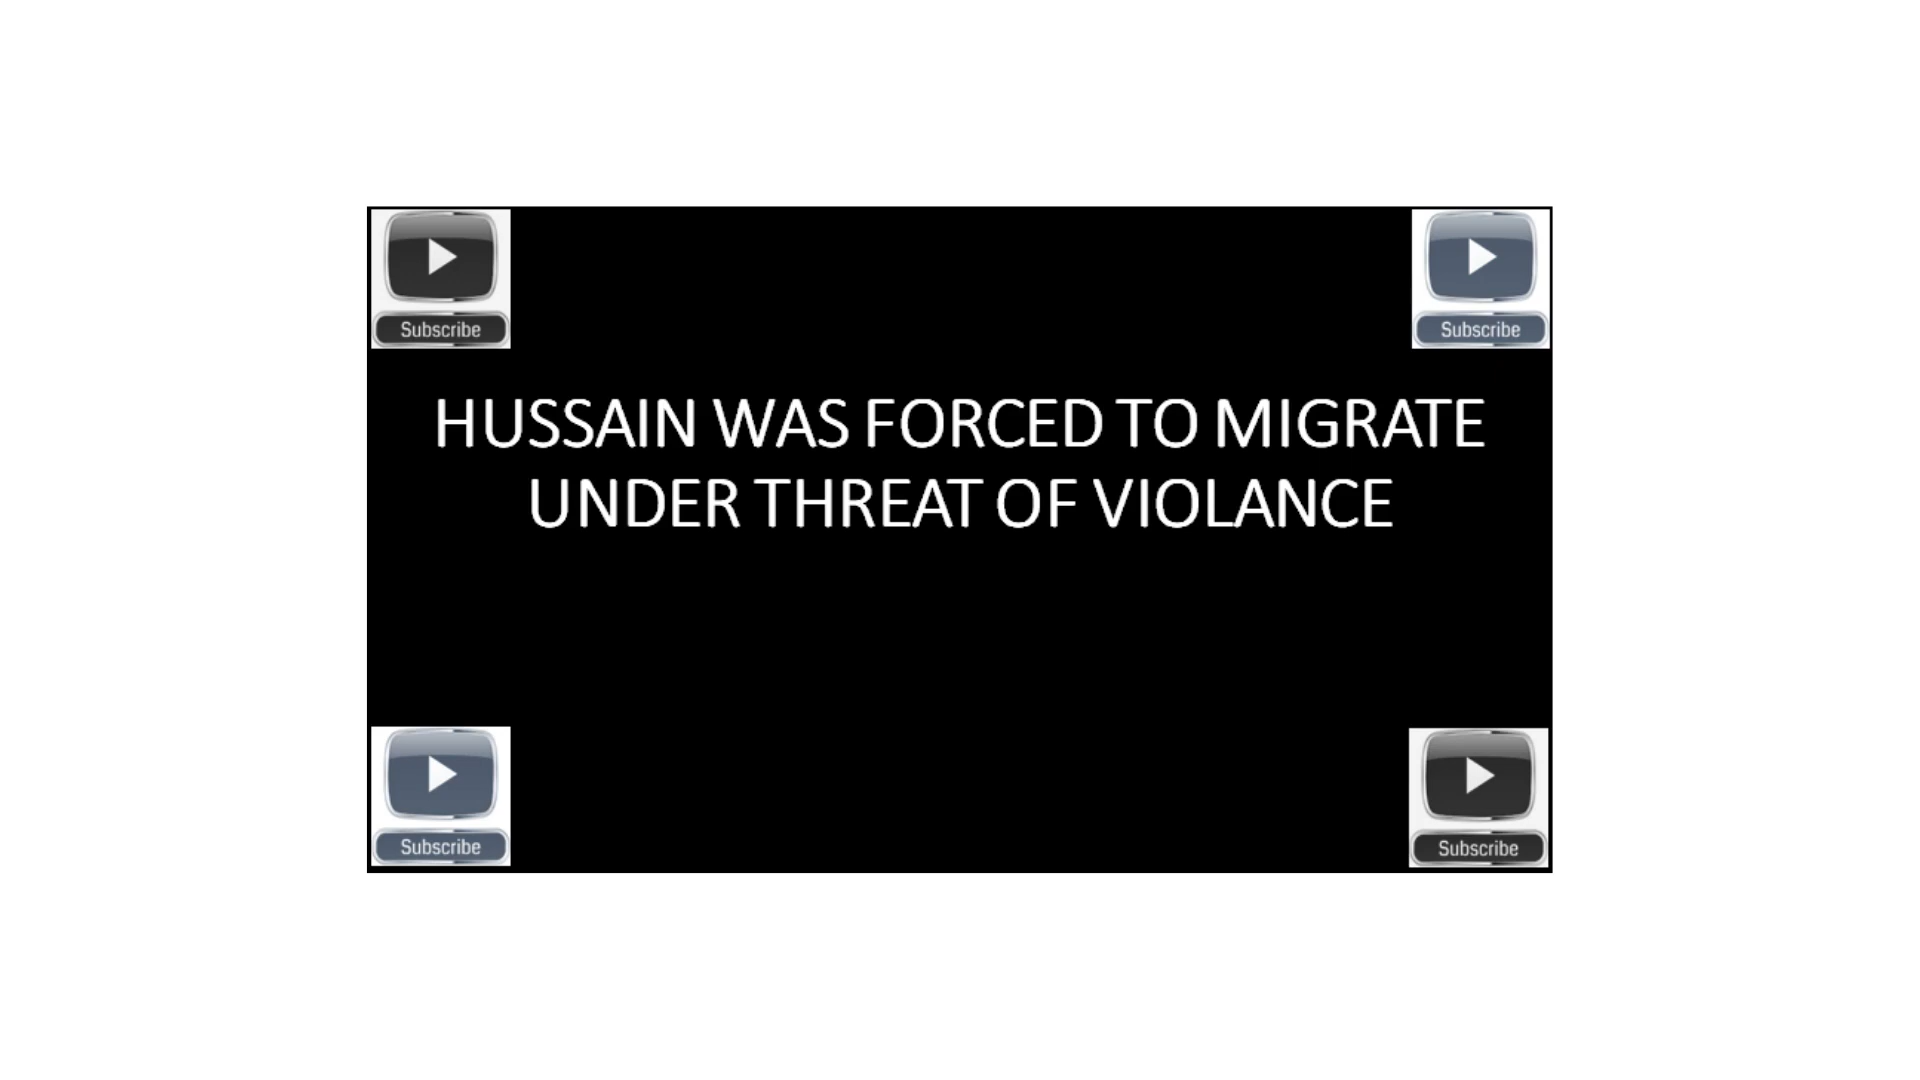 Subscribe
Subscribe
HUSSAIN WAS FORCED TO MIGRATE
UNDER THREAT OF VIOLANCE
Subscribe
Subscribe